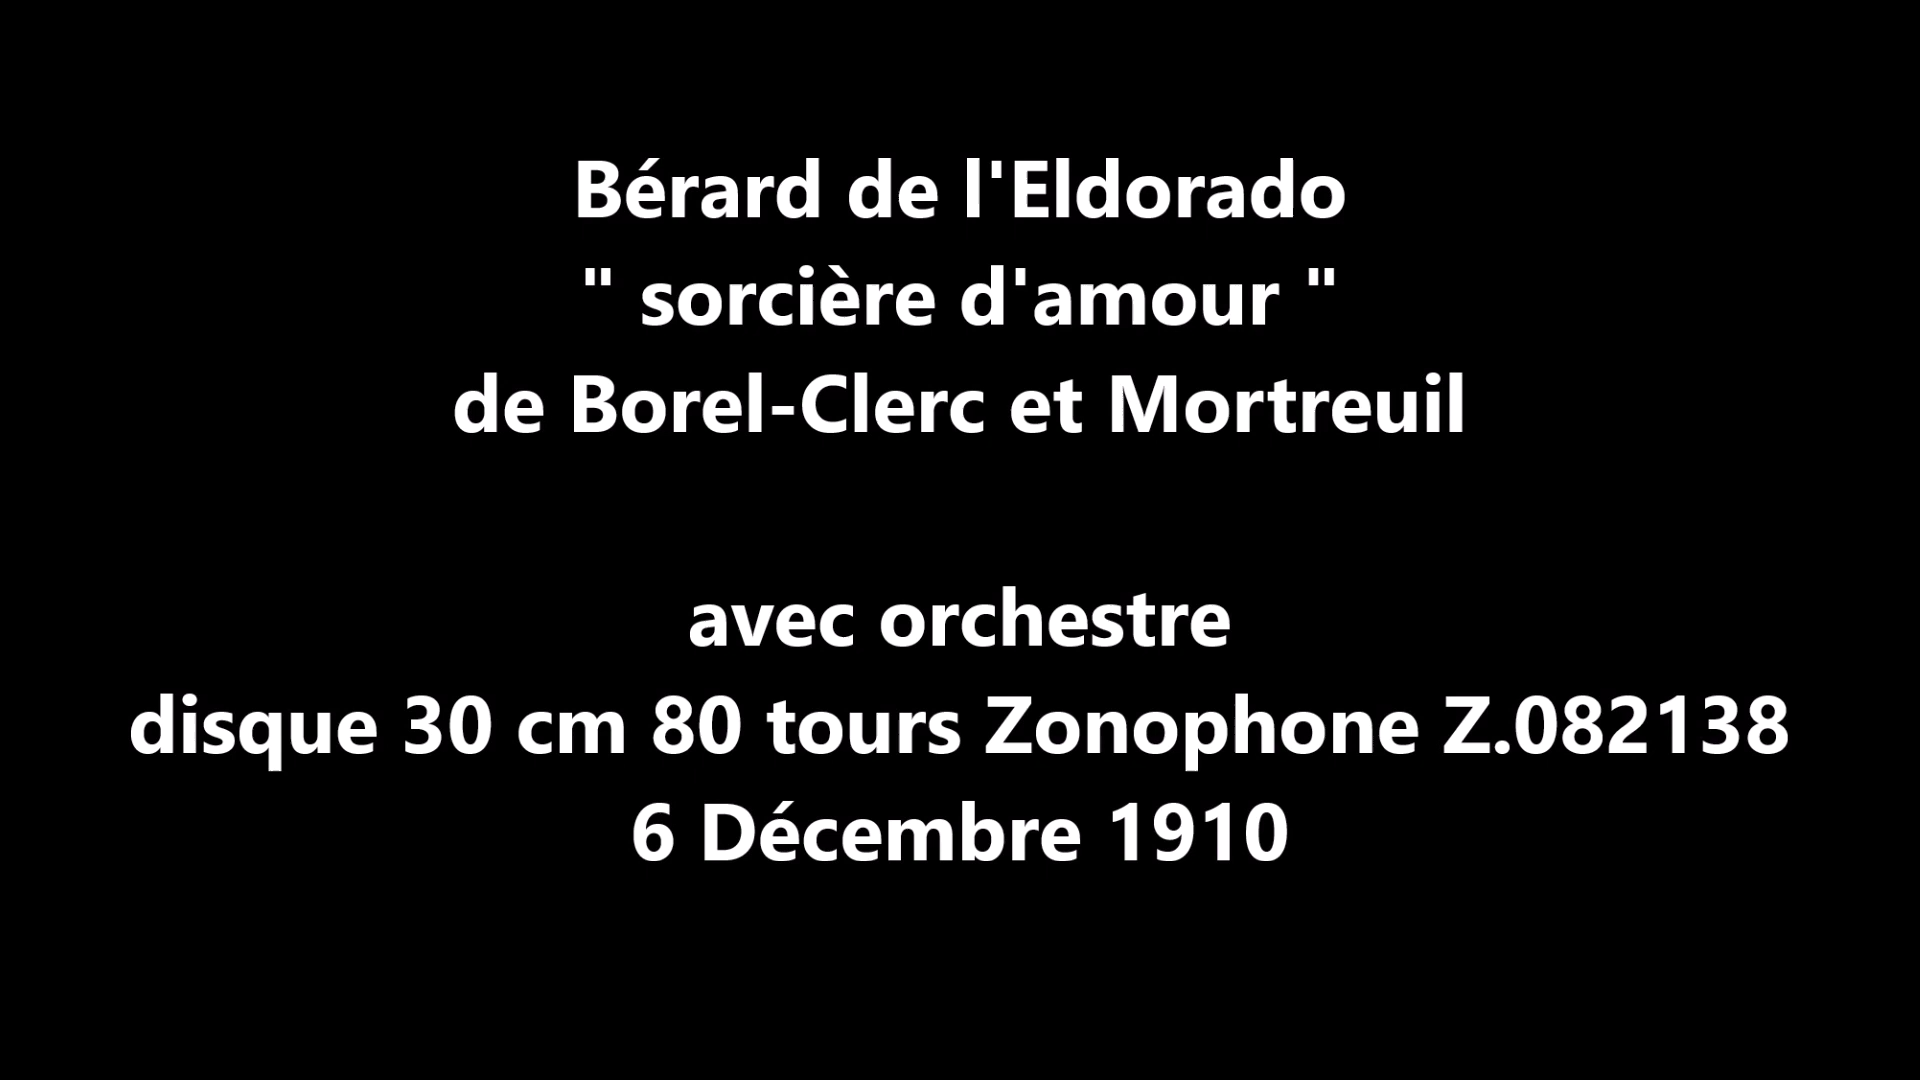 Bérard de l'Eldorado
" sorcière d'amour "
de Borel-Clerc et Mortreuil
avec orchestre
disque 30 cm 80 tours Zonophone Z.082138
6 Décembre 1910